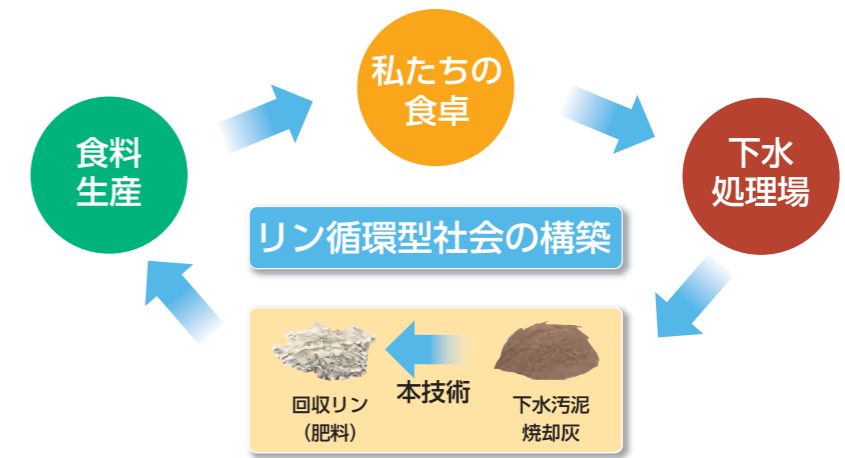 私たちの
食卓
食料
生産
下水
処理場
リン循環型社会の構築
本技術
回収リン
(肥料)
下水汚泥
焼却灰